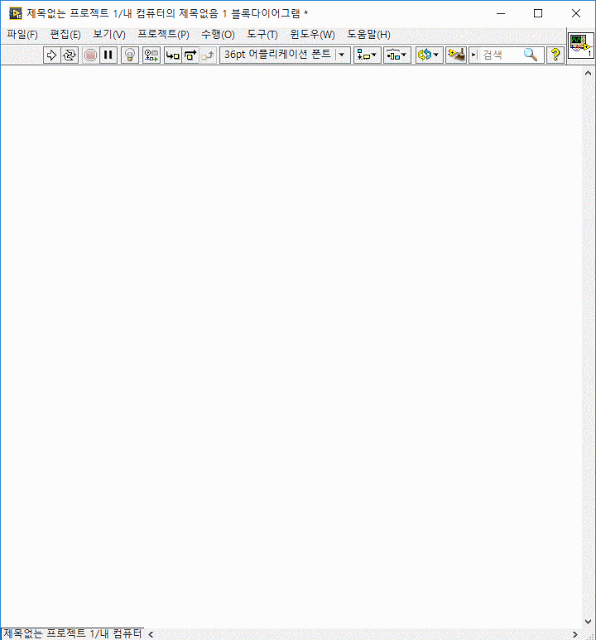 제목없는 프로젝트 1/내 컴퓨터의 제목없음 1 블록다이어그램 *
파일(F) 편집(E) 보기(V) 프로젝트(P) 수행(O) 도구(T) 윈도우(W) 도움말(H)
36pt 어플리케이션 폰트 검색 ?
1
제목없는 프로젝트 1/내 컴퓨터